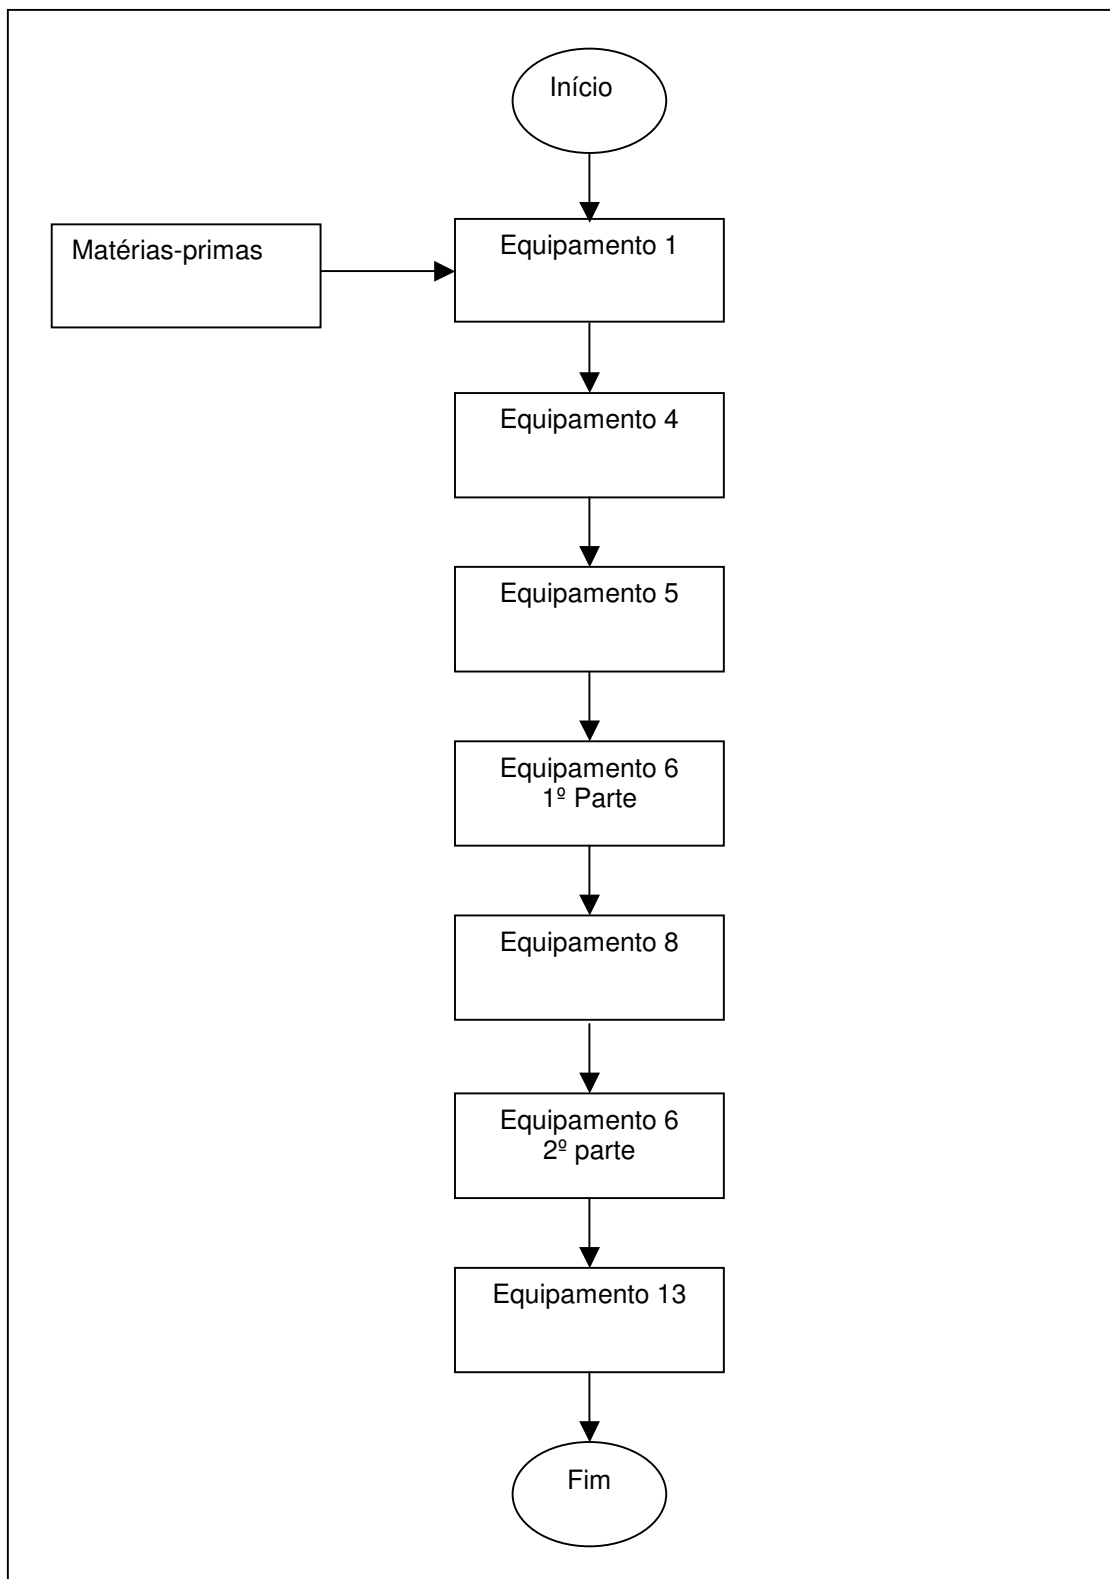 Início
Matérias-primas
Equipamento 1
Equipamento 4
Equipamento 5
Equipamento 6
1º Parte
Equipamento 8
Equipamento 6
2º parte
Equipamento 13
Fim